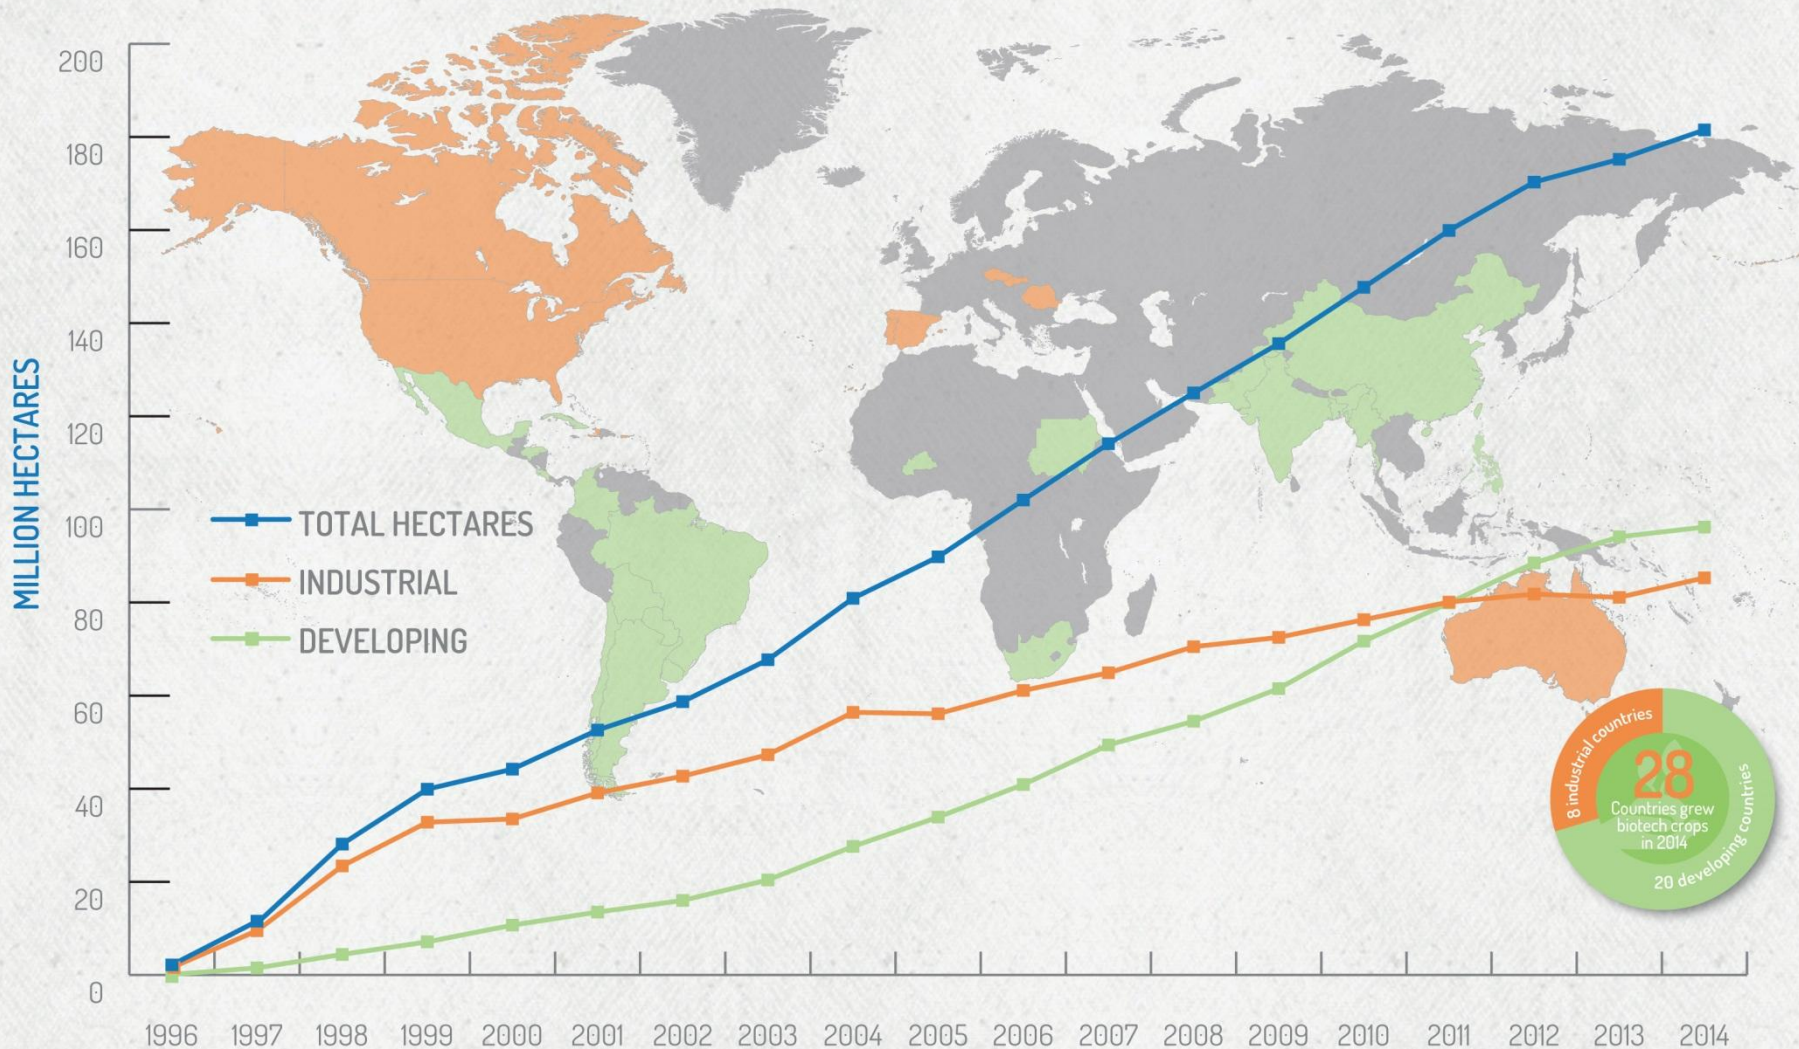 200
180
160
140
120
100
80
60
40
20
0
MILLION HECTARES
TOTAL HECTARES
INDUSTRIAL
DEVELOPING
8 industrial countries
28
Countries grew
biotech crops
in 2014
20 developing countries
1996 1997 1998 1999 2000 2001 2002 2003 2004 2005 2006 2007 2008 2009 2010 2011 2012 2013 2014